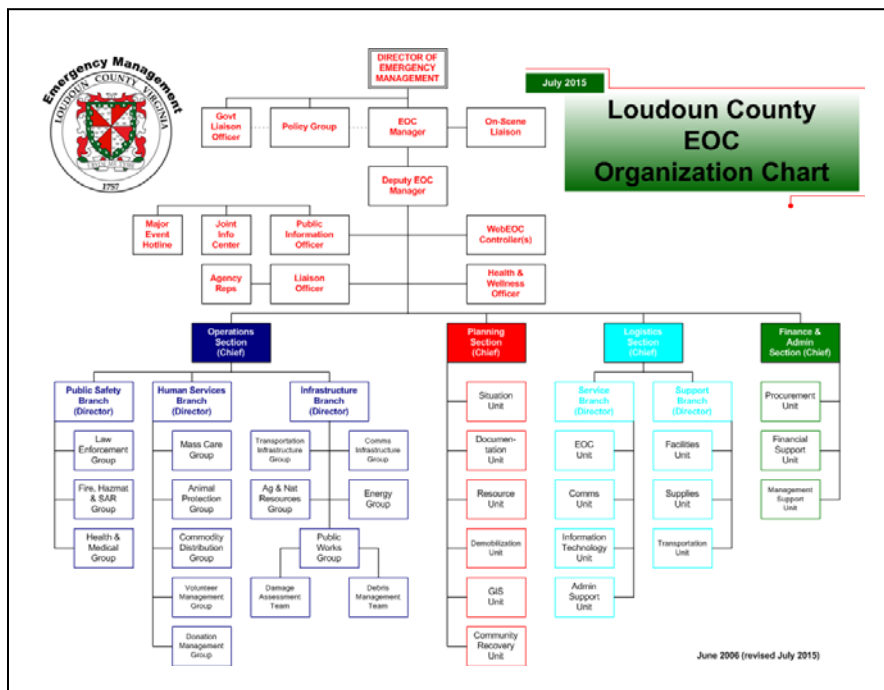 Emergency Management
LOUDOUN COUNTY VIRGINIA
1757
July 2015
Loudoun County
EOC
Organization Chart
DIRECTOR OF
EMERGENCY
MANAGEMENT
Govt
Liaison
Officer
Policy Group
EOC
Manager
On-Scene
Liaison
Deputy EOC
Manager
Major
Event
Hotline
Joint
Info
Center
Public
Information
Officer
WebEOC
Controller(s)
Agency
Reps
Liaison
Officer
Health &
Wellness
Officer
Operations
Section
(Chief)
Planning
Section
(Chief)
Logistics
Section
(Chief)
Finance &
Admin
Section (Chief)
Public Safety
Branch
(Director)
Human Services
Branch
(Director)
Infrastructure
Branch
(Director)
Service
Branch
(Director)
Support
Branch
(Director)
Law
Enforcement
Group
Fire, Hazmat
& SAR
Group
Health &
Medical
Group
Mass Care
Group
Animal
Protection
Group
Commodity
Distribution
Group
Volunteer
Management
Group
Donation
Management
Group
Transportation
Infrastructure
Group
Comms
Infrastructure
Group
Ag & Nat
Resources
Group
Energy
Group
Public
Works
Group
Damage
Assessment
Team
Debris
Management
Team
Situation
Unit
Documen-
tation
Unit
Resource
Unit
Demobilization
Unit
GIS
Unit
Community
Recovery
Unit
EOC
Unit
Comms
Unit
Information
Technology
Unit
Admin
Support
Unit
Facilities
Unit
Supplies
Unit
Transportation
Unit
Procurement
Unit
Financial
Support
Unit
Management
Support
Unit
June 2006 (revised July 2015)